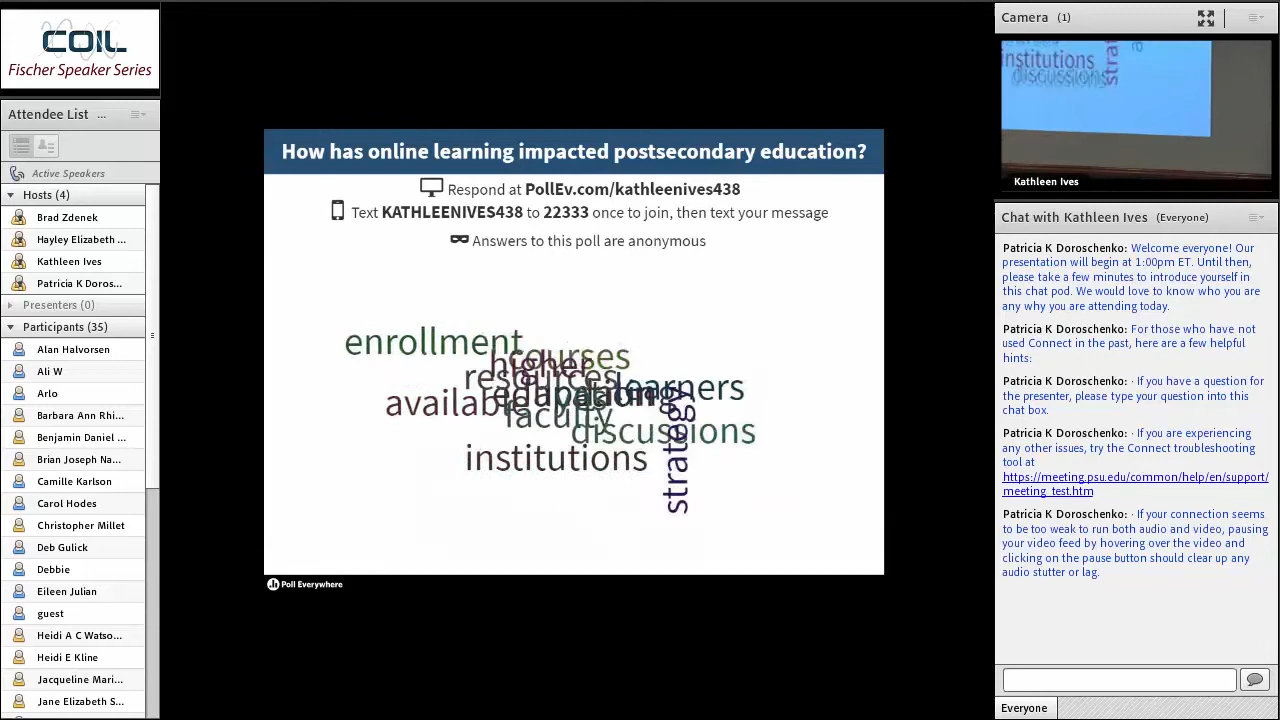 COIL
Fischer Speaker Series
Attendee List ...
Active Speakers
Hosts (4)
Brad Zdenek
Hayley Elizabeth ...
Kathleen Ives
Patricia K Doros...
Presenters (0)
Participants (35)
Alan Halvorsen
Ali W
Arlo
Barbara Ann Rhi...
Benjamin Daniel ...
Brian Joseph Na...
Camille Karlson
Carol Hodes
Christopher Millet
Deb Gulick
Debbie
Eileen Julian
guest
Heidi A C Watso...
Heidi E Kline
Jacqueline Mari...
Jane Elizabeth S...
How has online learning impacted postsecondary education?
Respond at PollEv.com/kathleenives438
Text KATHLEENIVES438 to 22333 once to join, then text your message
Answers to this poll are anonymous
enrollment
courses
higher
resources
learners
available
education
faculty
discussions
institutions
strategy
Poll Everywhere
Camera (1)
institutions
discussions
Kathleen Ives
Chat with Kathleen Ives (Everyone)
Patricia K Doroschenko: Welcome everyone! Our
presentation will begin at 1:00pm ET. Until then,
please take a few minutes to introduce yourself in
this chat pod. We would love to know who you are
any why you are attending today.
Patricia K Doroschenko: For those who have not
used Connect in the past, here are a few helpful
hints:
Patricia K Doroschenko: · If you have a question for
the presenter, please type your question into this
chat box.
Patricia K Doroschenko: · If you are experiencing
any other issues, try the Connect troubleshooting
tool at
https://meeting.psu.edu/common/help/en/support/
meeting_test.htm
Patricia K Doroschenko: · If your connection seems
to be too weak to run both audio and video, pausing
your video feed by hovering over the video and
clicking on the pause button should clear up any
audio stutter or lag.
Everyone